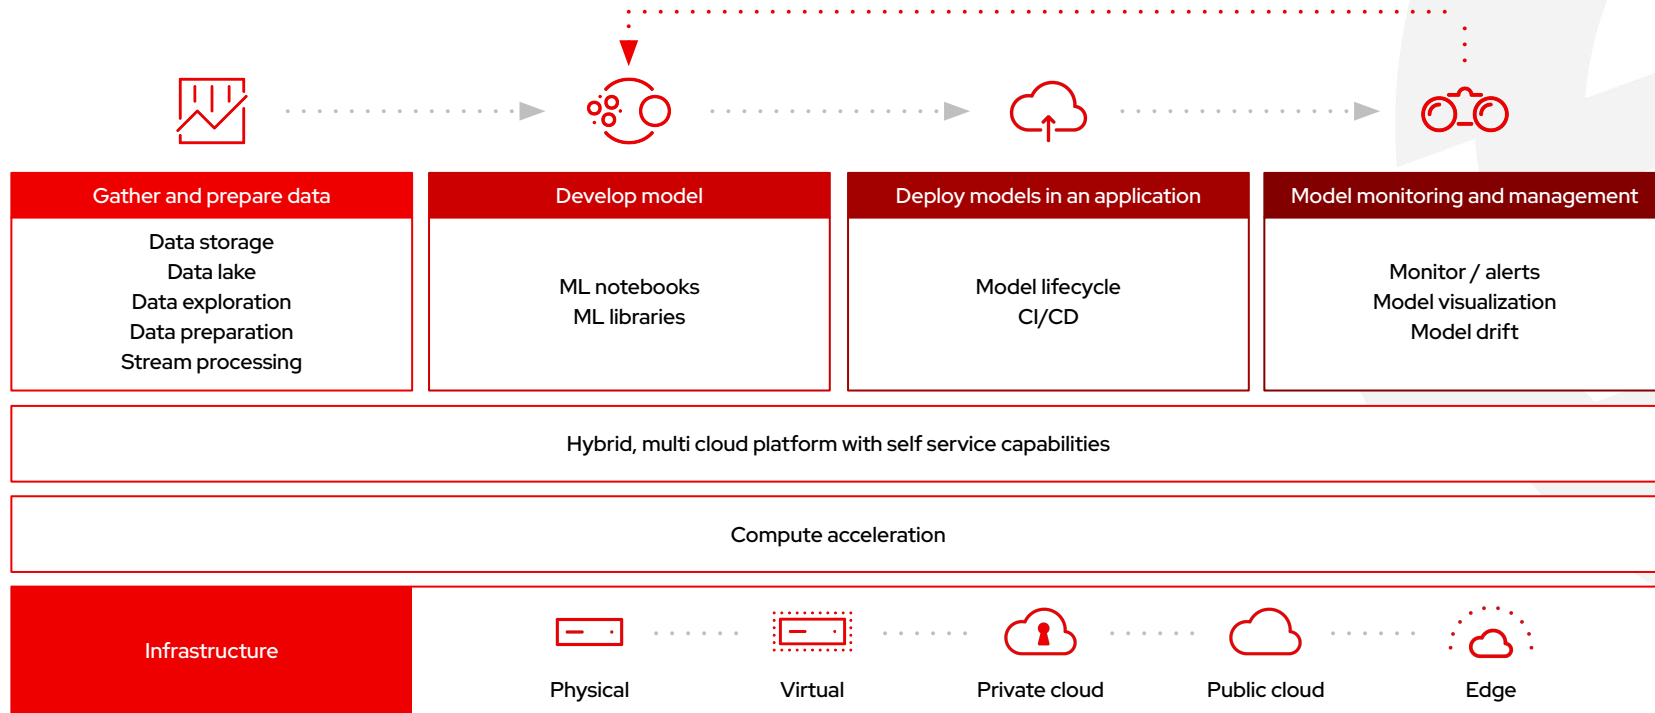 Gather and prepare data
Data storage
Data lake
Data exploration
Data preparation
Stream processing
Develop model
ML notebooks
ML libraries
Deploy models in an application
Model lifecycle
CI/CD
Model monitoring and management
Monitor / alerts
Model visualization
Model drift
Hybrid, multi cloud platform with self service capabilities
Compute acceleration
Infrastructure
Physical
Virtual
Private cloud
Public cloud
Edge